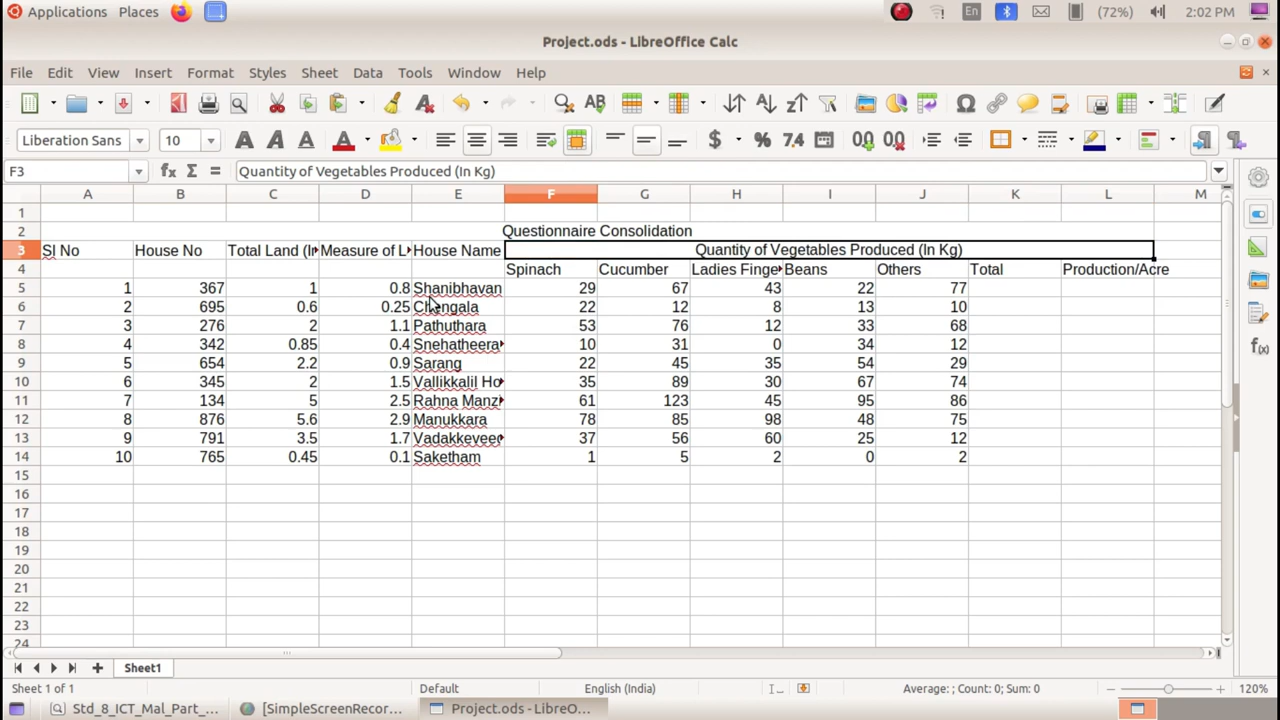 Applications Places En (72%) 2:02 PM
Project.ods - LibreOffice Calc
File Edit View Insert Format Styles Sheet Data Tools Window Help
Liberation Sans 10
F3 Quantity of Vegetables Produced (In Kg)
A B C D E F G H I J K L M
1
2 Questionnaire Consolidation
3 Sl No House No Total Land (I Measure of L House Name Quantity of Vegetables Produced (In Kg)
4 Spinach Cucumber Ladies Finge Beans Others Total Production/Acre
5 1 367 1 0.8 Shanibhavan 29 67 43 22 77
6 2 695 0.6 0.25 22 12 8 13 10
7 3 276 2 1.1 Pathuthara 53 76 12 33 68
8 4 342 0.85 0.4 Snehatheera 10 31 0 34 12
9 5 654 2.2 0.9 Sarang 22 45 35 54 29
10 6 345 2 1.5 Vallikkalil Ho 35 89 30 67 74
11 7 134 5 2.5 Rahna Manz 61 123 45 95 86
12 8 876 5.6 2.9 Manukkara 78 85 98 48 75
13 9 791 3.5 1.7 Vadakkevee 37 56 60 25 12
14 10 765 0.45 0.1 Saketham 1 5 2 0 2
15
16
17
18
19
20
21
22
23
24
Sheet1
Sheet 1 of 1 Default English (India) Average: ; Count: 0; Sum: 0 120%
Std_8_ICT_Mal_Part_... [SimpleScreenRecor... Project.ods - LibreO...